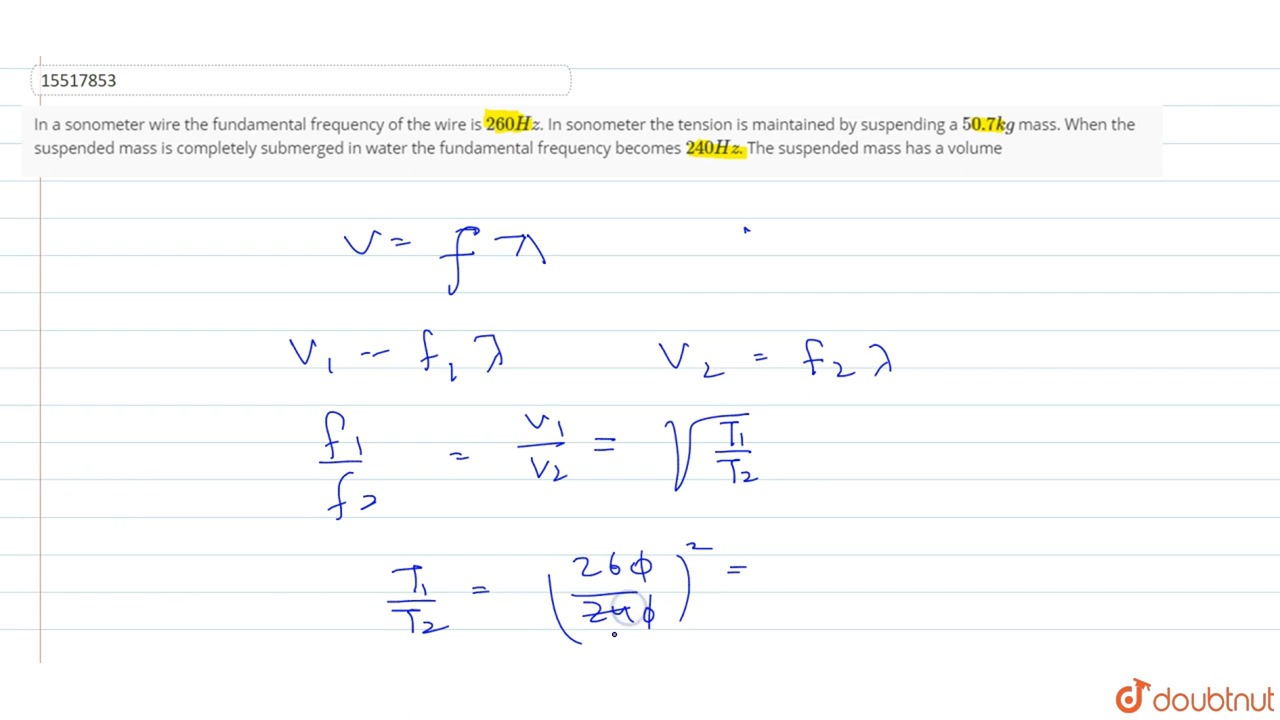 15517853
In a sonometer wire the fundamental frequency of the wire is 260Hz. In sonometer the tension is maintained by suspending a 50.7kg mass. When the
suspended mass is completely submerged in water the fundamental frequency becomes 240Hz. The suspended mass has a volume
v = f λ
v₁ = f₁ λ v₂ = f₂ λ
f₁/f₂ = v₁/v₂ = √(T₁/T₂)
T₁/T₂ = (260/240)² =
doubtnut